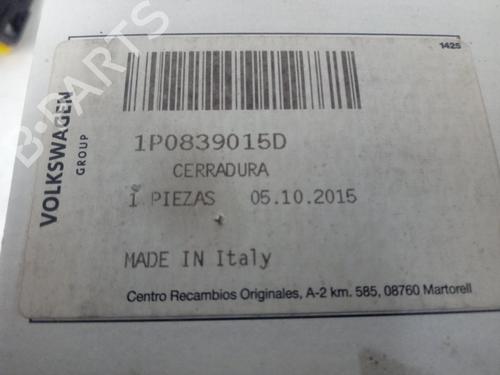 1425
VOLKSWAGEN
GROUP
1P0839015D
CERRADURA
1 PIEZAS 05.10.2015
MADE IN Italy
Centro Recambios Originales, A-2 km. 585, 08760 Martorell
B-PARTS